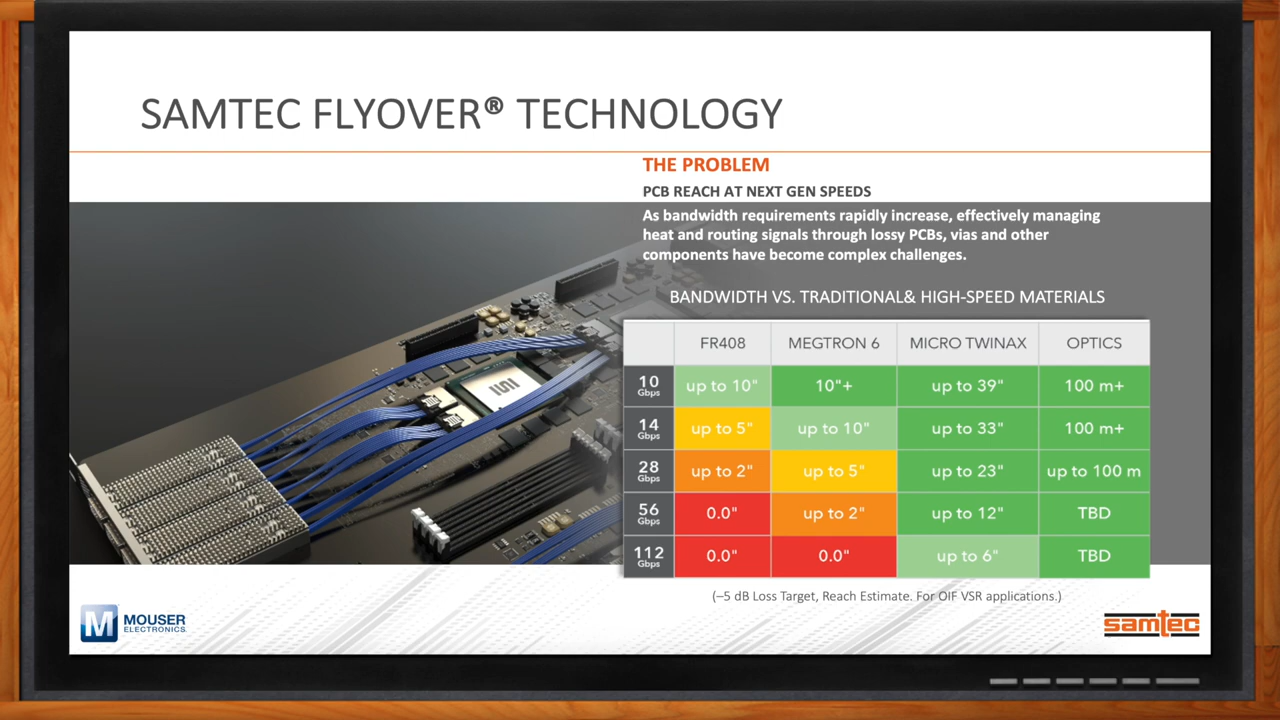 SAMTEC FLYOVER® TECHNOLOGY
THE PROBLEM
PCB REACH AT NEXT GEN SPEEDS
As bandwidth requirements rapidly increase, effectively managing
heat and routing signals through lossy PCBs, vias and other
components have become complex challenges.
BANDWIDTH VS. TRADITIONAL& HIGH-SPEED MATERIALS
FR408 MEGTRON 6 MICRO TWINAX OPTICS
10 Gbps up to 10" 10"+ up to 39" 100 m+
14 Gbps up to 5" up to 10" up to 33" 100 m+
28 Gbps up to 2" up to 5" up to 23" up to 100 m
56 Gbps 0.0" up to 2" up to 12" TBD
112 Gbps 0.0" 0.0" up to 6" TBD
(–5 dB Loss Target, Reach Estimate. For OIF VSR applications.)
M MOUSER
ELECTRONICS
samtec